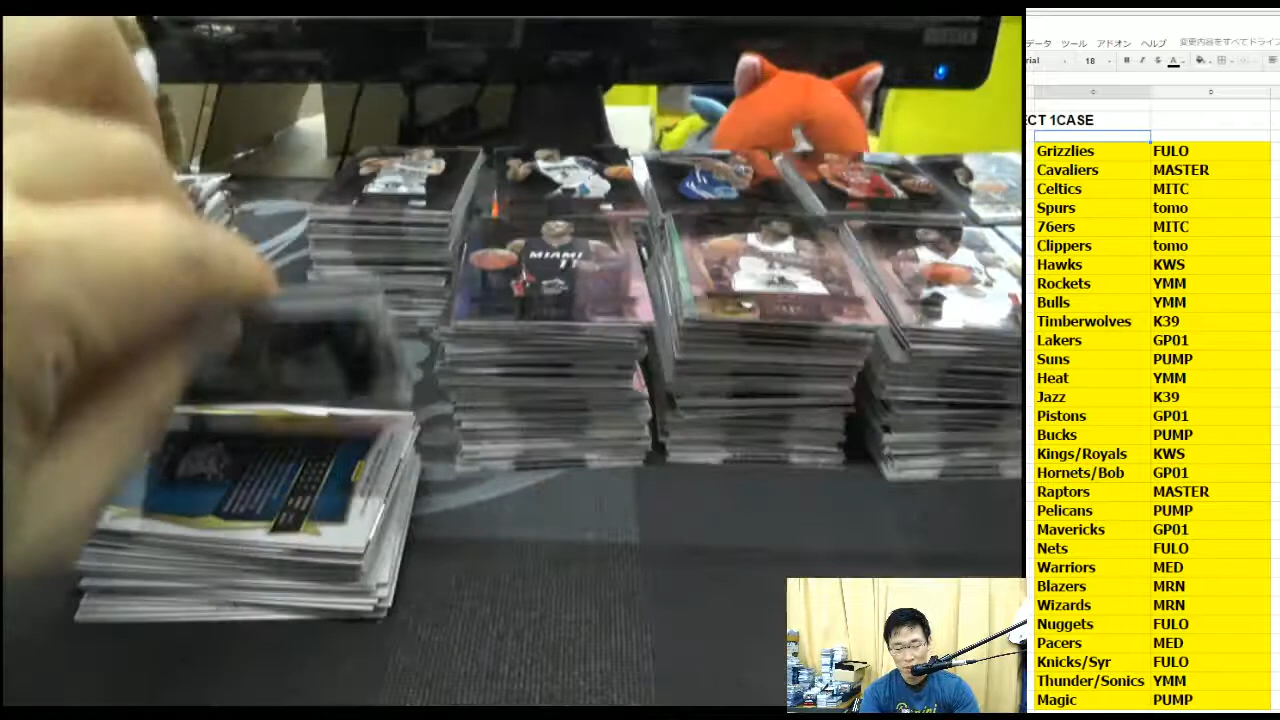 データ ツール アドオン ヘルプ 変更内容をすべてドライ
rial 18 B I S A
ECT 1CASE
Grizzlies FULO
Cavaliers MASTER
Celtics MITC
Spurs tomo
76ers MITC
Clippers tomo
Hawks KWS
Rockets YMM
Bulls YMM
Timberwolves K39
Lakers GP01
Suns PUMP
Heat YMM
Jazz K39
Pistons GP01
Bucks PUMP
Kings/Royals KWS
Hornets/Bob GP01
Raptors MASTER
Pelicans PUMP
Mavericks GP01
Nets FULO
Warriors MED
Blazers MRN
Wizards MRN
Nuggets FULO
Pacers MED
Knicks/Syr FULO
Thunder/Sonics YMM
Magic PUMP
MIAMI
Panini